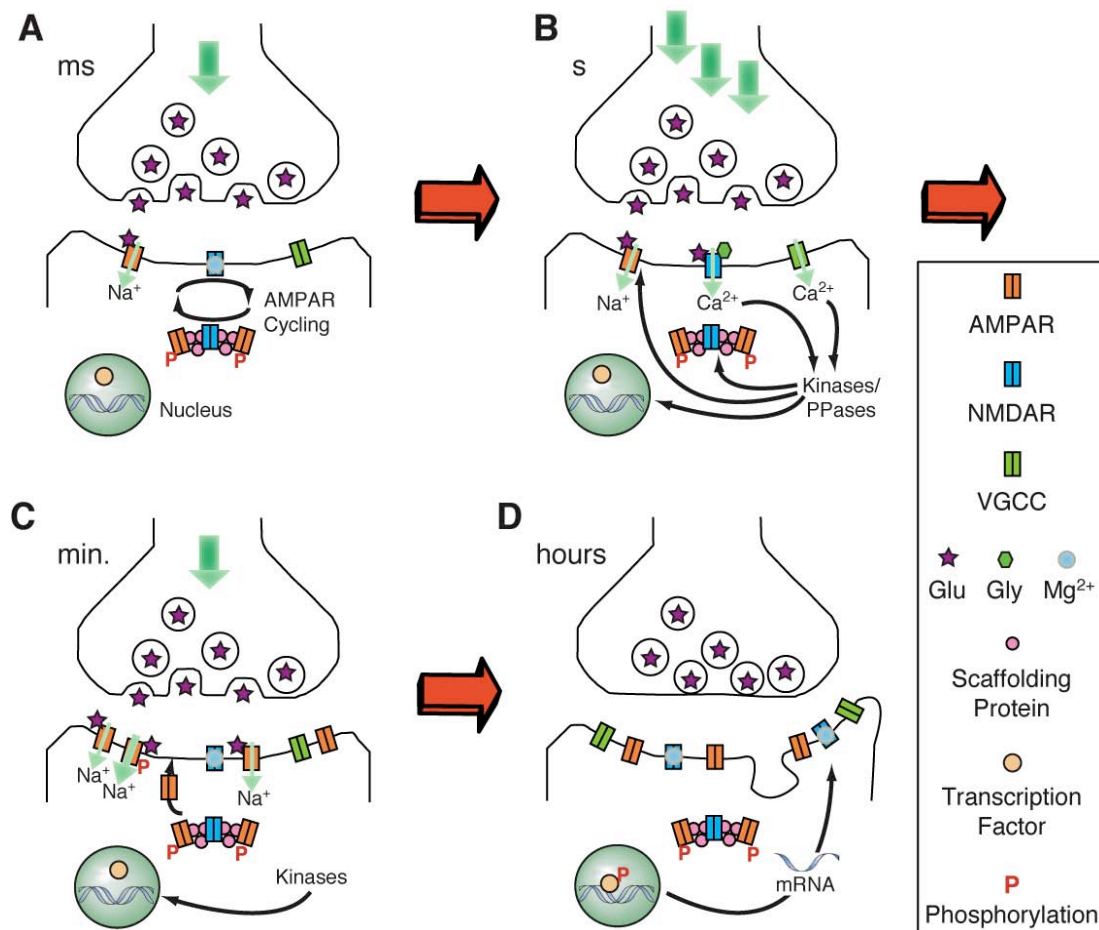 A
ms
Na+
AMPAR
Cycling
P
P
Nucleus
B
s
Na+
Ca2+
Ca2+
P
P
Kinases/
PPases
C
min.
Na+
Na+
P
Na+
P
P
Kinases
D
hours
P
P
P
mRNA
AMPAR
NMDAR
VGCC
Glu Gly Mg2+
Scaffolding
Protein
Transcription
Factor
P
Phosphorylation